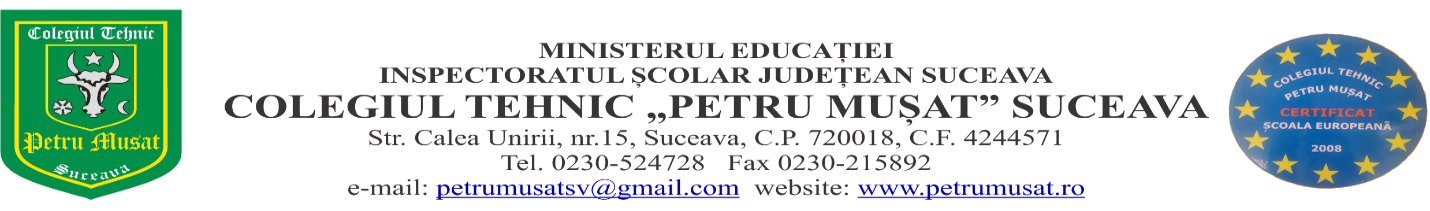 Colegiul Tehnic
Petru Musat
Suceava
MINISTERUL EDUCAȚIEI
INSPECTORATUL ȘCOLAR JUDEȚEAN SUCEAVA
COLEGIUL TEHNIC „PETRU MUȘAT” SUCEAVA
Str. Calea Unirii, nr.15, Suceava, C.P. 720018, C.F. 4244571
Tel. 0230-524728 Fax 0230-215892
e-mail: petrumusatsv@gmail.com website: www.petrumusat.ro
COLEGIUL TEHNIC
PETRU MUȘAT
CERTIFICAT
ȘCOALA EUROPEANĂ
2008